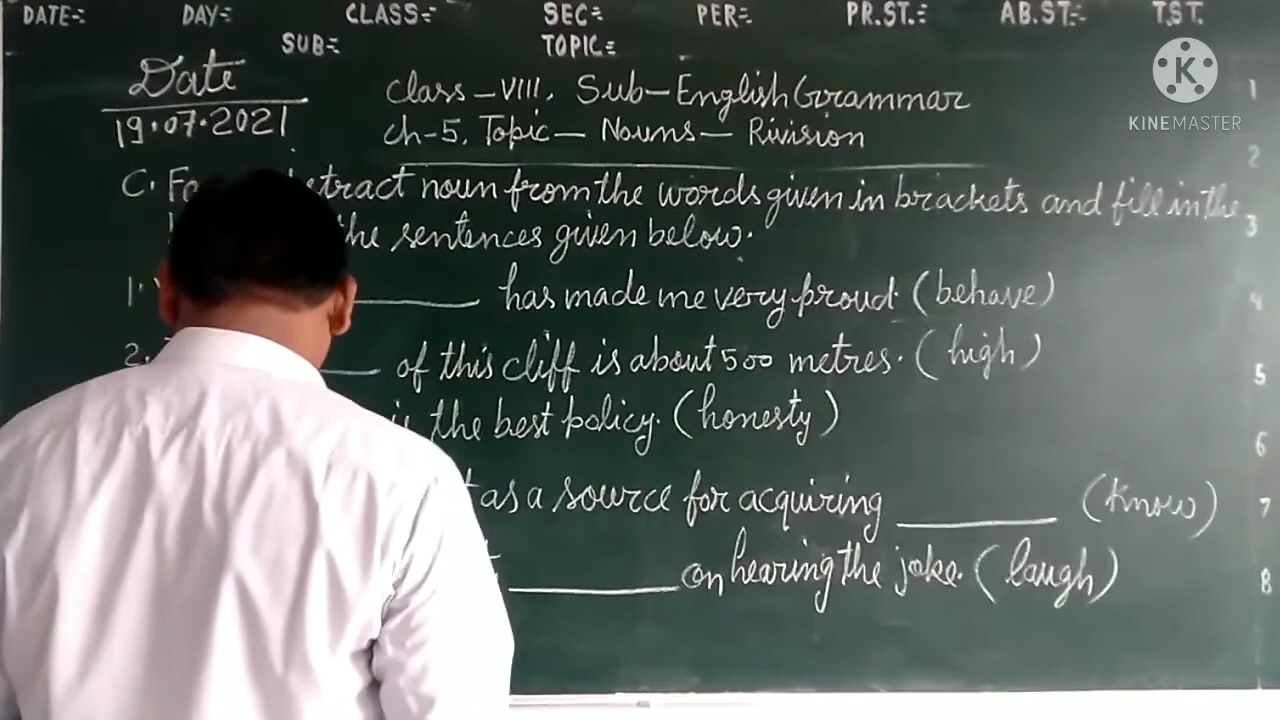 DATE-: DAY-: CLASS-: SEC-: PER-: PR.ST.-: AB.ST-: T.ST.
SUB-: TOPIC-:
Date
19.07.2021
Class - VIII. Sub - English Grammar
Ch-5. Topic - Nouns - Rivision
C. the words given in brackets and fill in the
noun from
the sentences given below.
1. has made me very proud. (behave)
2. of this cliff is about 500 metres. (high)
the best policy. (honesty)
as a source for acquiring ________ (Know)
________ on hearing the joke. (laugh)
1
2
3
4
5
6
7
8
K
KINEMASTER